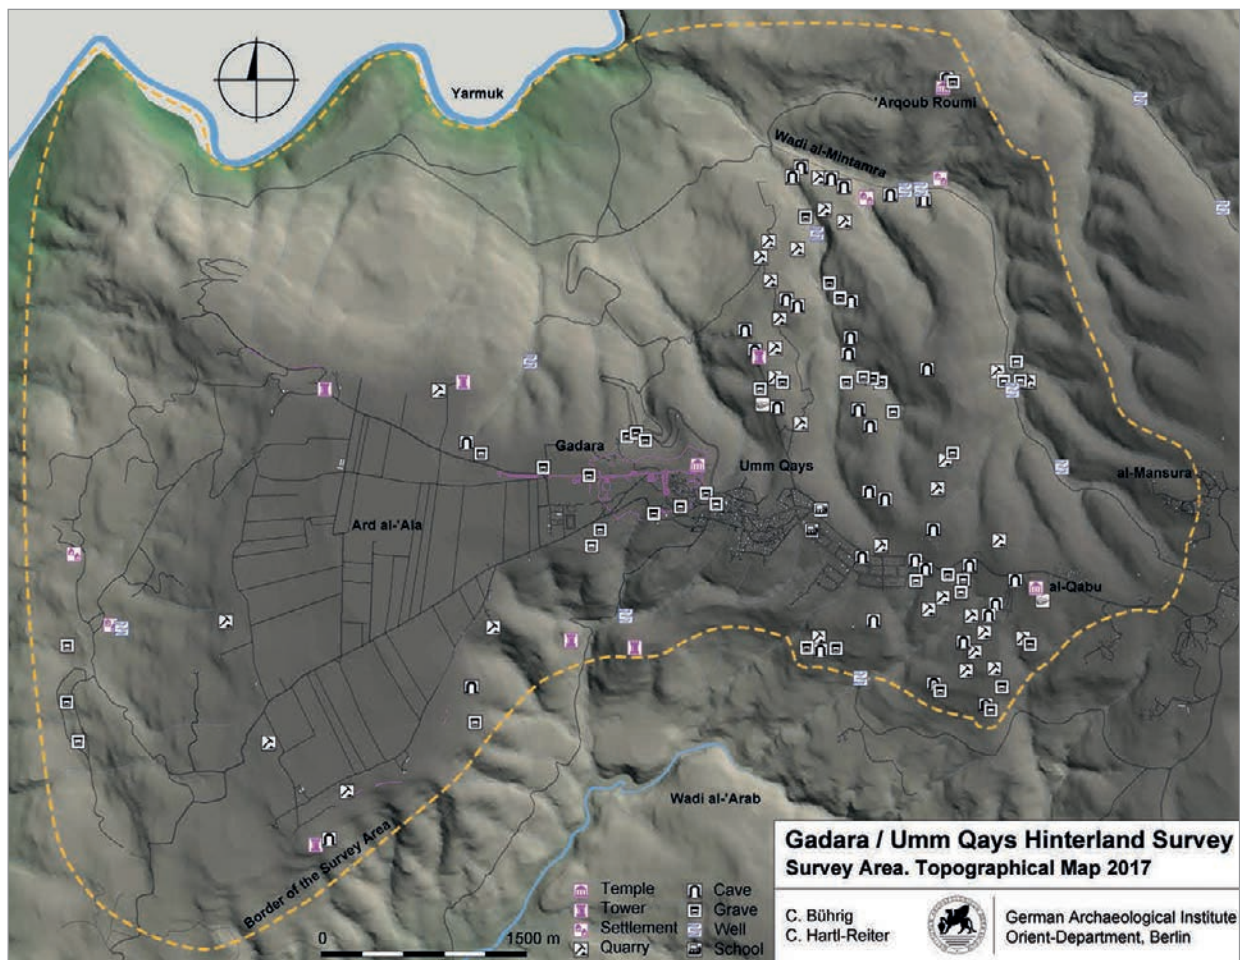 Yarmuk
'Arqoub Roumi
Wadi al-Mintamra
Gadara
Umm Qays
al-Mansura
Ard al-'Ala
al-Qabu
Wadi al-'Arab
Border of the Survey Area
0 1500 m
Temple
Tower
Settlement
Quarry
Cave
Grave
Well
School
Gadara / Umm Qays Hinterland Survey
Survey Area. Topographical Map 2017
C. Bührig
C. Hartl-Reiter
German Archaeological Institute
Orient-Department, Berlin